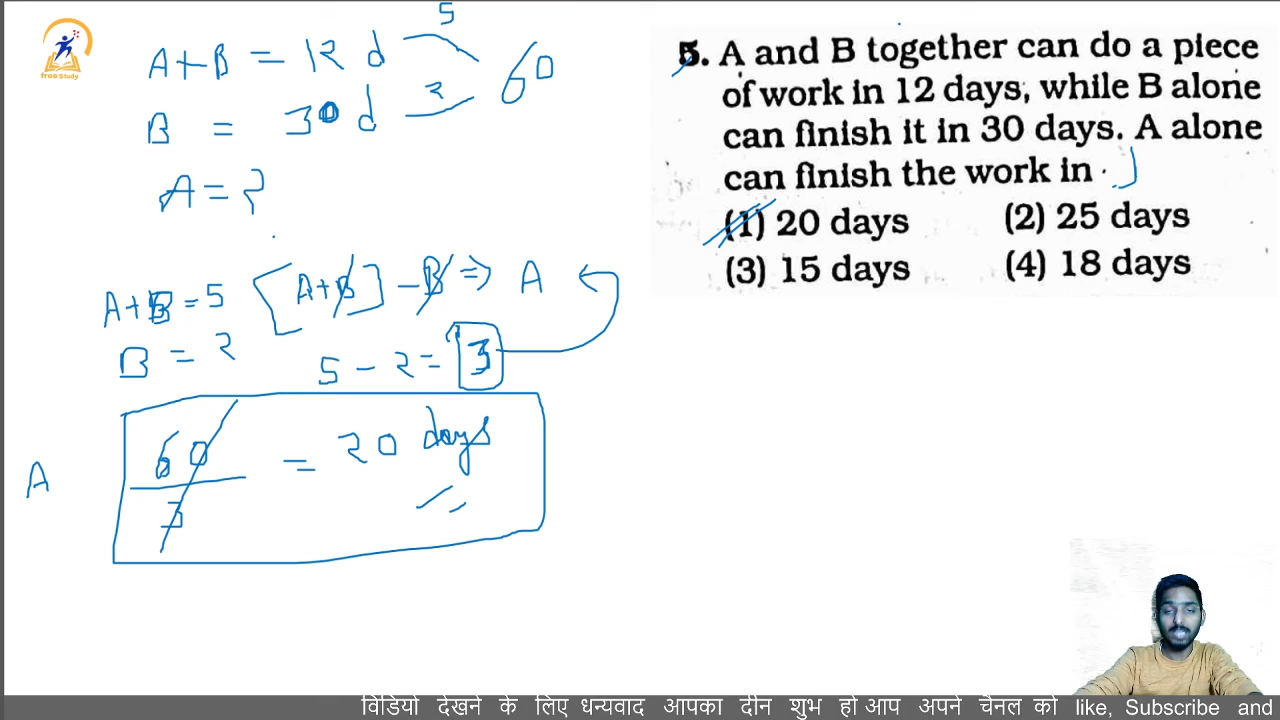 free Study
A+B = 12 d
5
B = 30 d
2
60
A = ?
A+B = 5
[A+B] - B ⇒ A
B = 2
5 - 2 = 3
A
60
3
= 20 days
5. A and B together can do a piece
of work in 12 days, while B alone
can finish it in 30 days. A alone
can finish the work in
(1) 20 days (2) 25 days
(3) 15 days (4) 18 days
विडियो देखने के लिए धन्यवाद आपका दीन शुभ हो आप अपने चैनल को like, Subscribe and